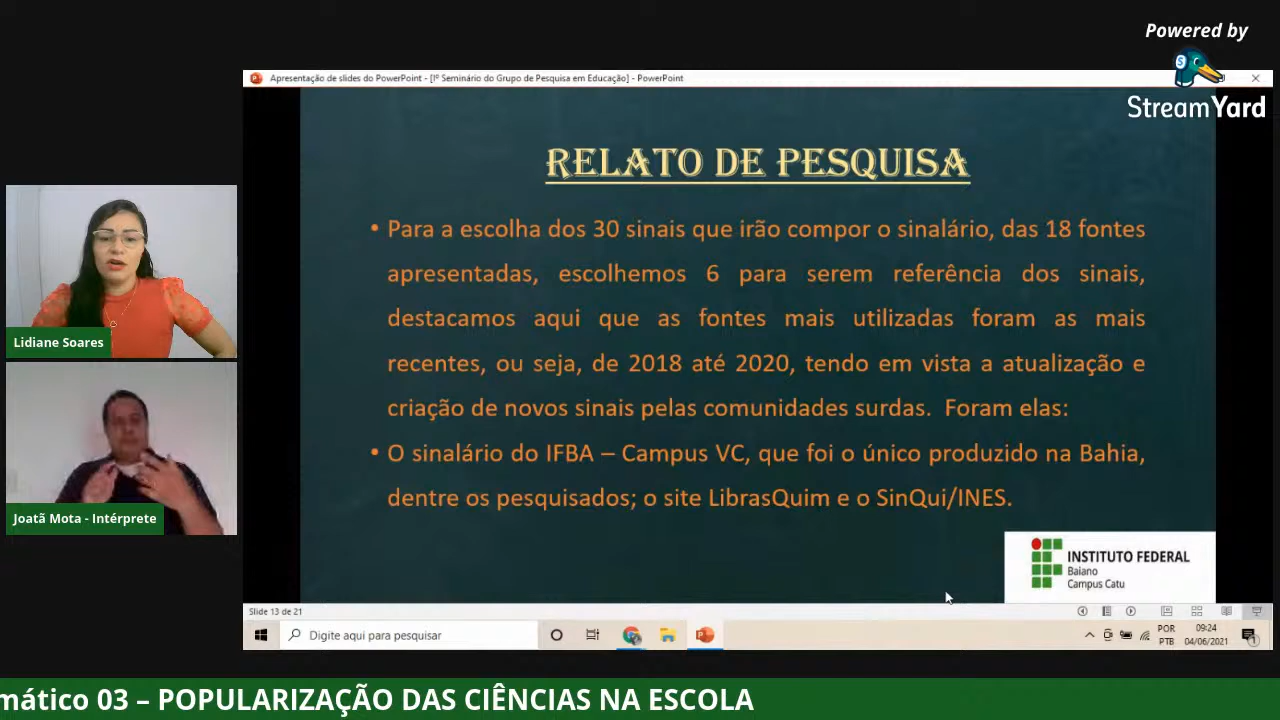 Powered by
StreamYard
Apresentação de slides do PowerPoint - [Iº Seminário do Grupo de Pesquisa em Educação] - PowerPoint
RELATO DE PESQUISA
• Para a escolha dos 30 sinais que irão compor o sinalário, das 18 fontes
apresentadas, escolhemos 6 para serem referência dos sinais,
destacamos aqui que as fontes mais utilizadas foram as mais
recentes, ou seja, de 2018 até 2020, tendo em vista a atualização e
criação de novos sinais pelas comunidades surdas. Foram elas:
• O sinalário do IFBA – Campus VC, que foi o único produzido na Bahia,
dentre os pesquisados; o site LibrasQuim e o SinQui/INES.
Lidiane Soares
Joatã Mota - Intérprete
INSTITUTO FEDERAL
Baiano
Campus Catu
Slide 13 de 21
Digite aqui para pesquisar
POR
PTB
09:24
04/06/2021
mático 03 – POPULARIZAÇÃO DAS CIÊNCIAS NA ESCOLA